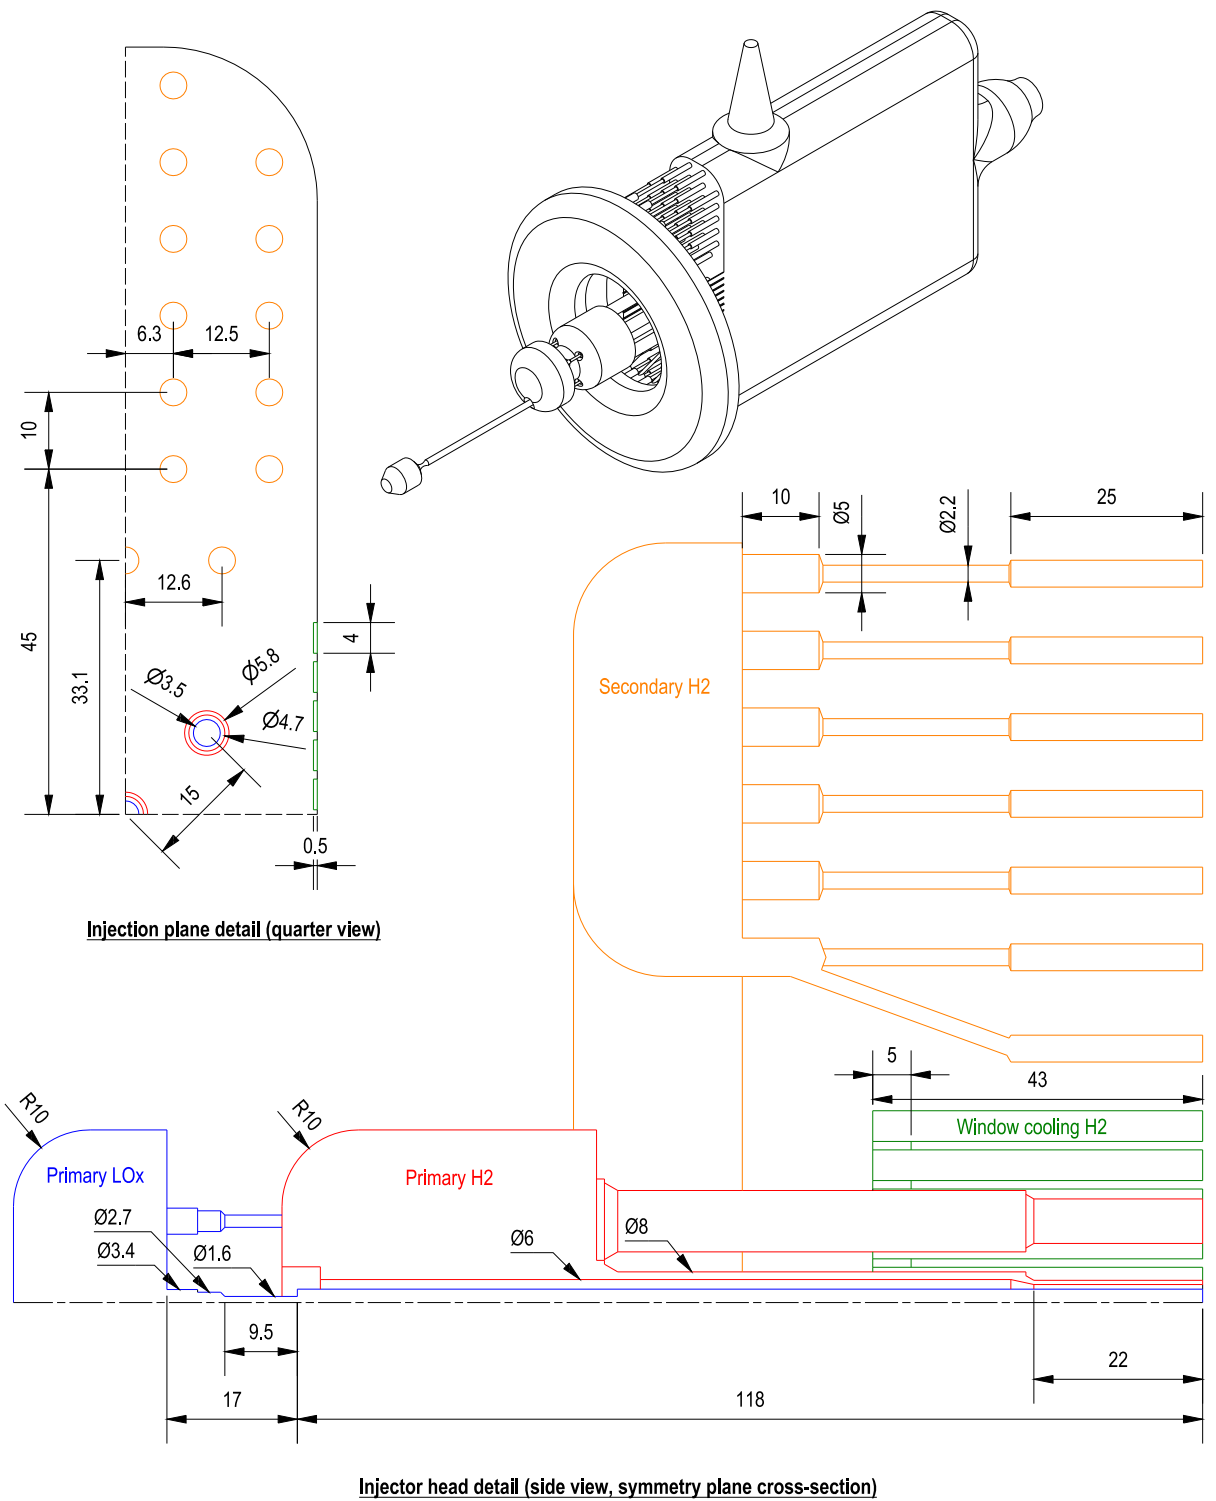 6.3
12.5
10
45
33.1
12.6
4
Ø3.5
Ø5.8
Ø4.7
15
0.5
Injection plane detail (quarter view)
10
Ø5
Ø2.2
25
Secondary H2
5
43
Window cooling H2
R10
R10
Primary LOx
Primary H2
Ø2.7
Ø3.4
Ø1.6
Ø6
Ø8
9.5
22
17
118
Injector head detail (side view, symmetry plane cross-section)